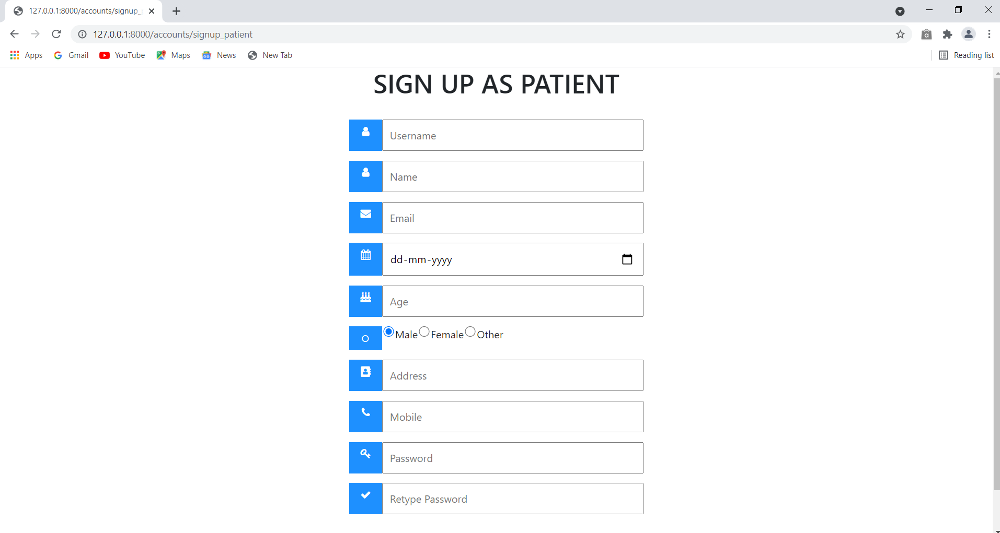 127.0.0.1:8000/accounts/signup_
127.0.0.1:8000/accounts/signup_patient
Apps Gmail YouTube Maps News New Tab Reading list
SIGN UP AS PATIENT
Username
Name
Email
dd-mm-yyyy
Age
Male Female Other
Address
Mobile
Password
Retype Password